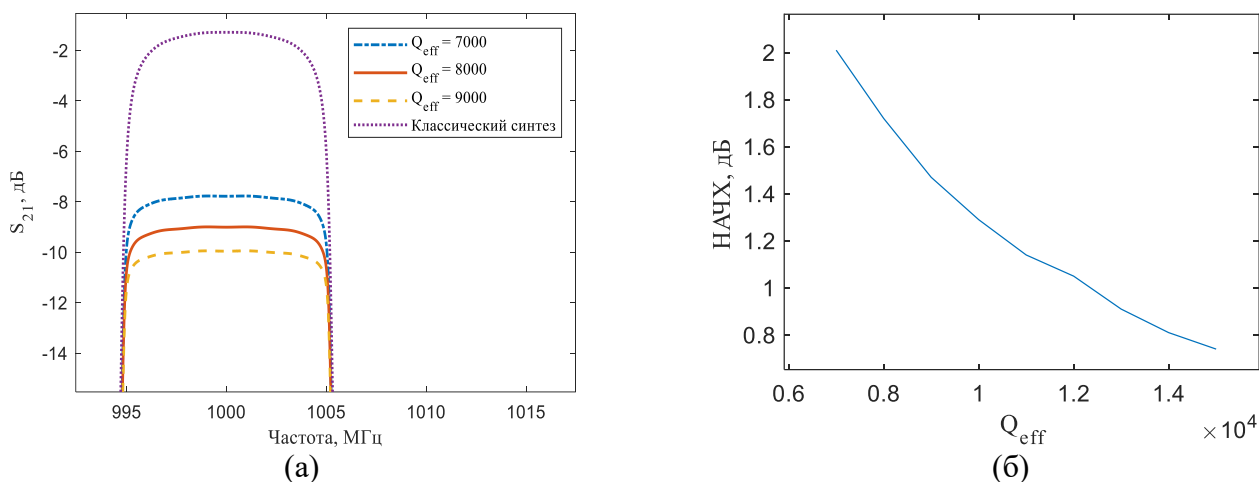 -2
-4
-6
-8
-10
-12
-14
S21, дБ
995
1000
1005
1010
1015
Частота, МГц
Qeff = 7000
Qeff = 8000
Qeff = 9000
Классический синтез
(а)
2
1.8
1.6
1.4
1.2
1
0.8
НАЧХ, дБ
0.6
0.8
1
1.2
1.4
×10^4
Qeff
(б)